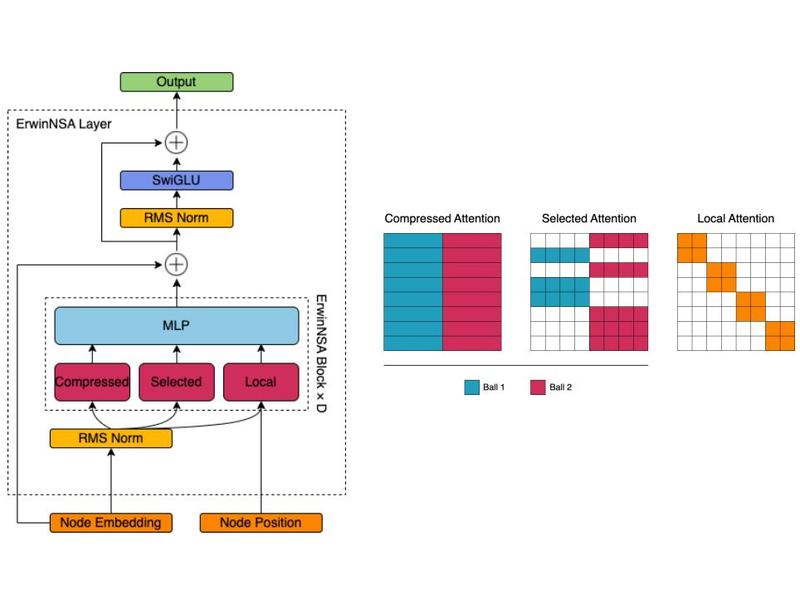 Output
ErwinNSA Layer
SwiGLU
RMS Norm
MLP
Compressed
Selected
Local
ErwinNSA Block × D
RMS Norm
Node Embedding
Node Position
Compressed Attention
Selected Attention
Local Attention
Ball 1
Ball 2